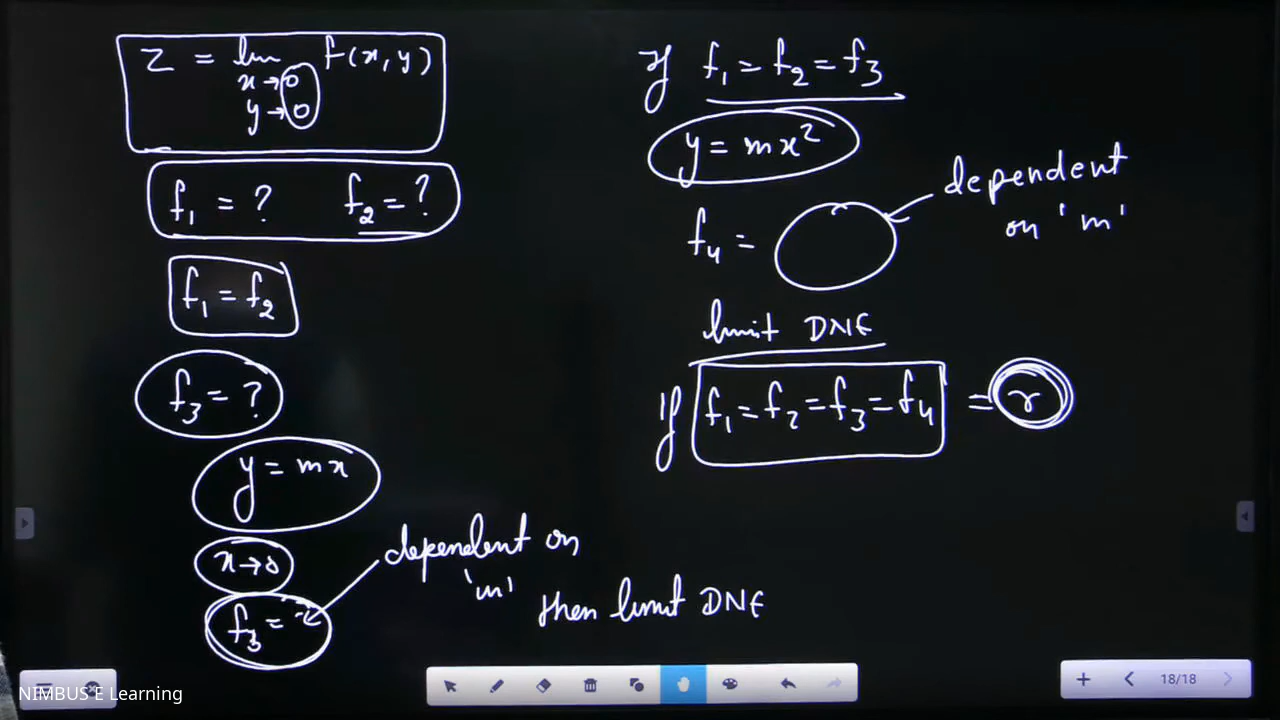 z = lim f(x, y)
x→0
y→0
f₁ = ? f₂ = ?
f₁ = f₂
f₃ = ?
y = mx
x→0
f₃ =
dependent on
'm' then limit DNE
If f₁ = f₂ = f₃
y = mx²
dependent
on 'm'
f₄ =
limit DNE
If f₁ = f₂ = f₃ = f₄ = r
NIMBUS E Learning
18/18